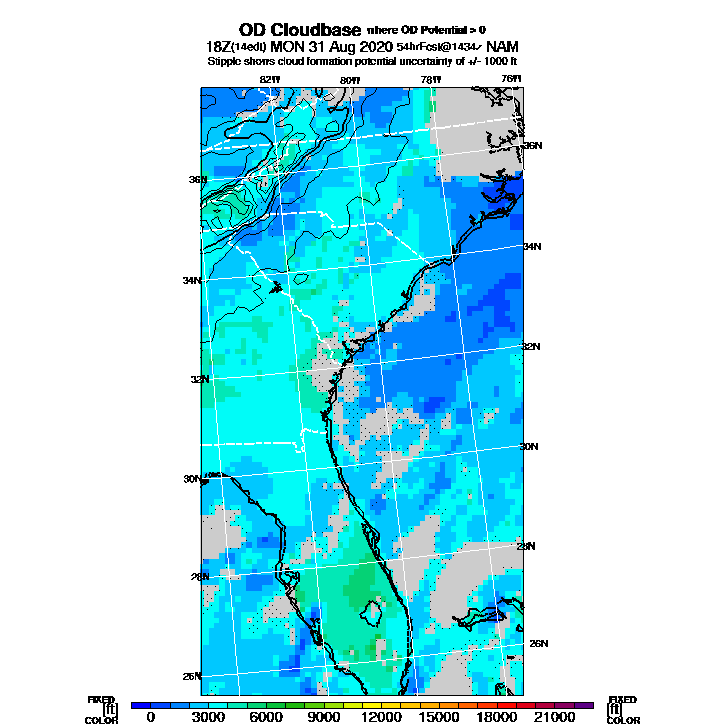 OD Cloudbase where OD Potential > 0
18Z(14edt) MON 31 Aug 2020 54hrFcst@1434z NAM
Stipple shows cloud formation potential uncertainty of +/- 1000 ft
82W 80W 78W 76W
36N
36N
34N
34N
32N
32N
30N
30N
28N
28N
26N
26N
FIXED FIXED
[ft] [ft]
COLOR 0 3000 6000 9000 12000 15000 18000 21000 COLOR